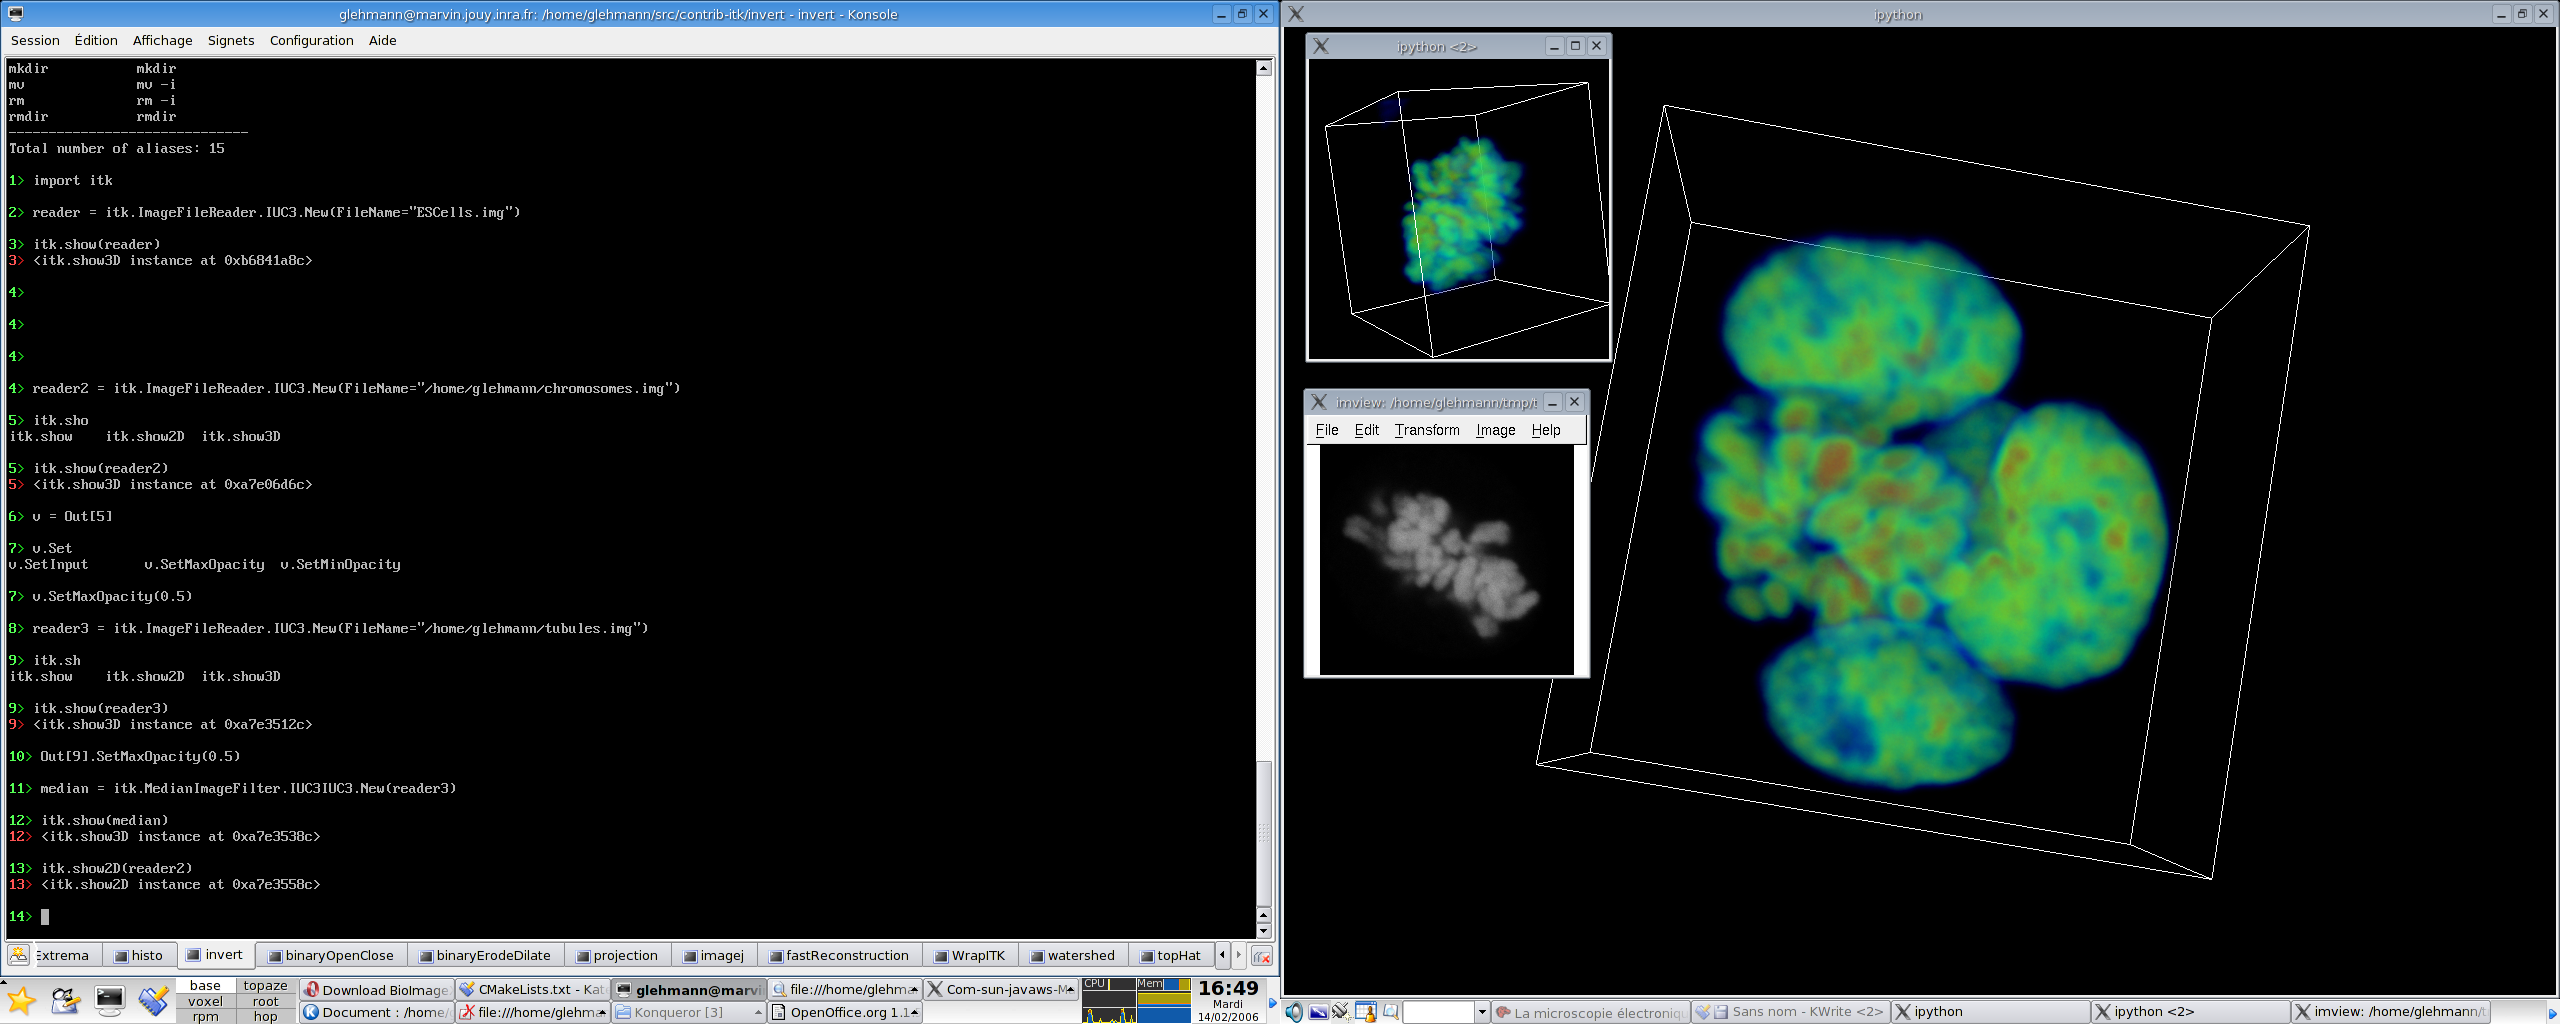 glehmann@marvin.jouy.inra.fr: /home/glehmann/src/contrib-itk/invert - invert - Konsole
Session Édition Affichage Signets Configuration Aide
mkdir mkdir
mv mv -i
rm rm -i
rmdir rmdir
------------------------------
Total number of aliases: 15
1> import itk
2> reader = itk.ImageFileReader.IUC3.New(FileName="ESCells.img")
3> itk.show(reader)
3> <itk.show3D instance at 0xb6841a8c>
4>
4>
4>
4> reader2 = itk.ImageFileReader.IUC3.New(FileName="/home/glehmann/chromosomes.img")
5> itk.sho
itk.show itk.show2D itk.show3D
5> itk.show(reader2)
5> <itk.show3D instance at 0xa7e06d6c>
6> v = Out[5]
7> v.Set
v.SetInput v.SetMaxOpacity v.SetMinOpacity
7> v.SetMaxOpacity(0.5)
8> reader3 = itk.ImageFileReader.IUC3.New(FileName="/home/glehmann/tubules.img")
9> itk.sh
itk.show itk.show2D itk.show3D
9> itk.show(reader3)
9> <itk.show3D instance at 0xa7e3512c>
10> Out[9].SetMaxOpacity(0.5)
11> median = itk.MedianImageFilter.IUC3IUC3.New(reader3)
12> itk.show(median)
12> <itk.show3D instance at 0xa7e3538c>
13> itk.show2D(reader2)
13> <itk.show2D instance at 0xa7e3558c>
14>
Extrema histo invert binaryOpenClose binaryErodeDilate projection imagej fastReconstruction WrapITK watershed topHat
base topaze
voxel root
rpm hop
Download BioImage CMakeLists.txt - Kat glehmann@marvi file:///home/glehma Com-sun-javaws-M
Document : /home/ file:///home/glehma Konqueror [3] OpenOffice.org 1.1
CPU Mem
16:49
Mardi
14/02/2006
ipython
ipython <2>
imview: /home/glehmann/tmp/t
File Edit Transform Image Help
La microscopie électroniqu Sans nom - KWrite <2> ipython ipython <2> imview: /home/glehmann/t